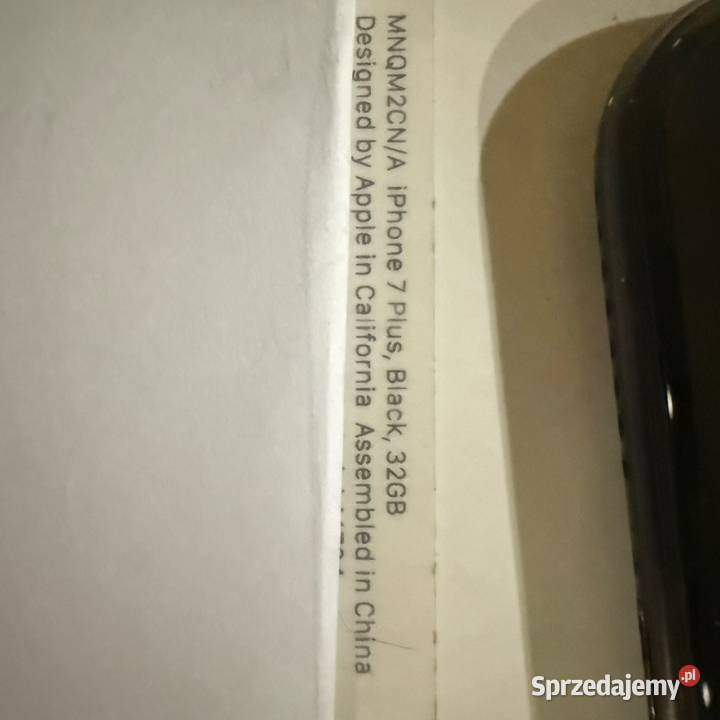 MNQM2CN/A iPhone 7 Plus, Black, 32GB
Designed by Apple in California Assembled in China
Sprzedajemy.pl